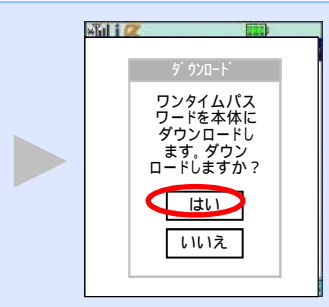 ﾀﾞｳﾝﾛｰﾄﾞ
ワンタイムパス
ワードを本体に
ダウンロードし
ます。ダウン
ロードしますか？
はい
いいえ